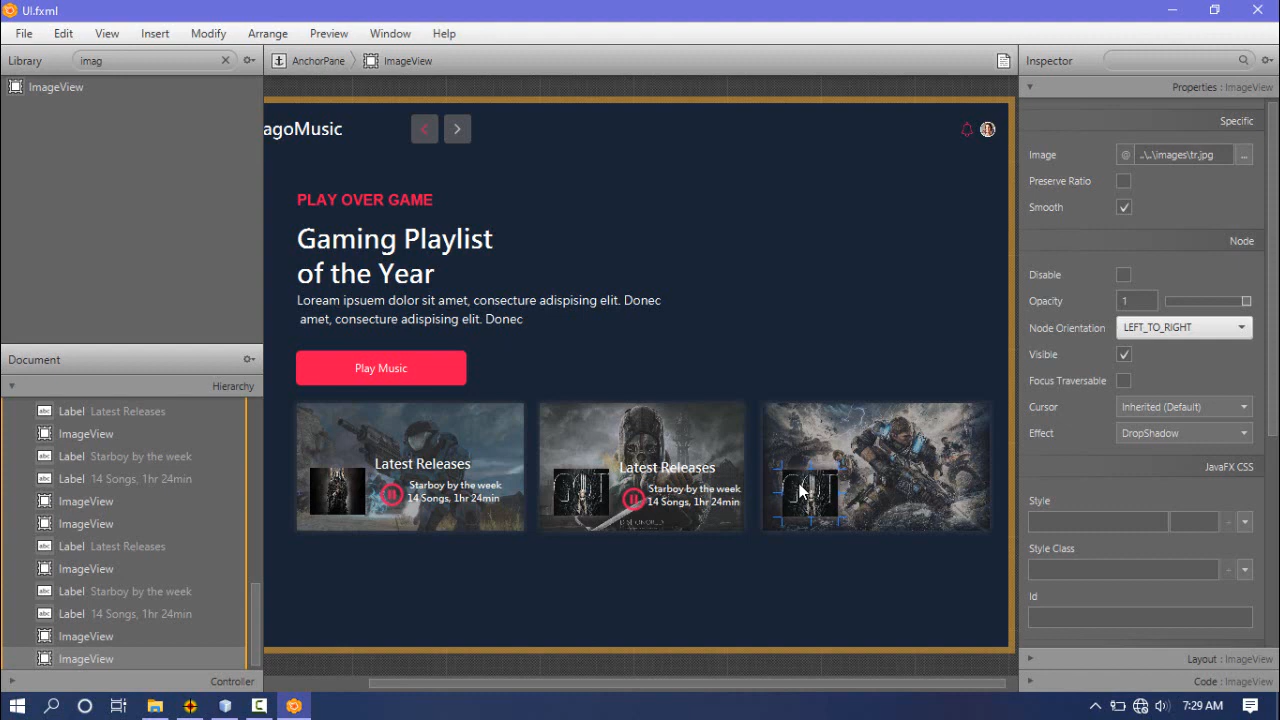 UI.fxml
File Edit View Insert Arrange Modify Preview Window Help
Library imag
AnchorPane ImageView
Inspector
ImageView
Properties : ImageView
Specific
Image @ ..\..\images\tr.jpg ...
Preserve Ratio
Smooth
Node
Disable
Opacity 1
Node Orientation LEFT_TO_RIGHT
Visible
Focus Traversable
Cursor Inherited (Default)
Effect DropShadow
JavaFX CSS
Style
Style Class
Id
Layout : ImageView
Code : ImageView
agoMusic
PLAY OVER GAME
Gaming Playlist
of the Year
Loream ipsuem dolor sit amet, consecture adispising elit. Donec
amet, consecture adispising elit. Donec
Play Music
Latest Releases
Starboy by the week
14 Songs, 1hr 24min
Latest Releases
Starboy by the week
14 Songs, 1hr 24min
Document
Hierarchy
Label Latest Releases
ImageView
Label Starboy by the week
Label 14 Songs, 1hr 24min
ImageView
ImageView
Label Latest Releases
ImageView
Label Starboy by the week
Label 14 Songs, 1hr 24min
ImageView
ImageView
Controller
7:29 AM